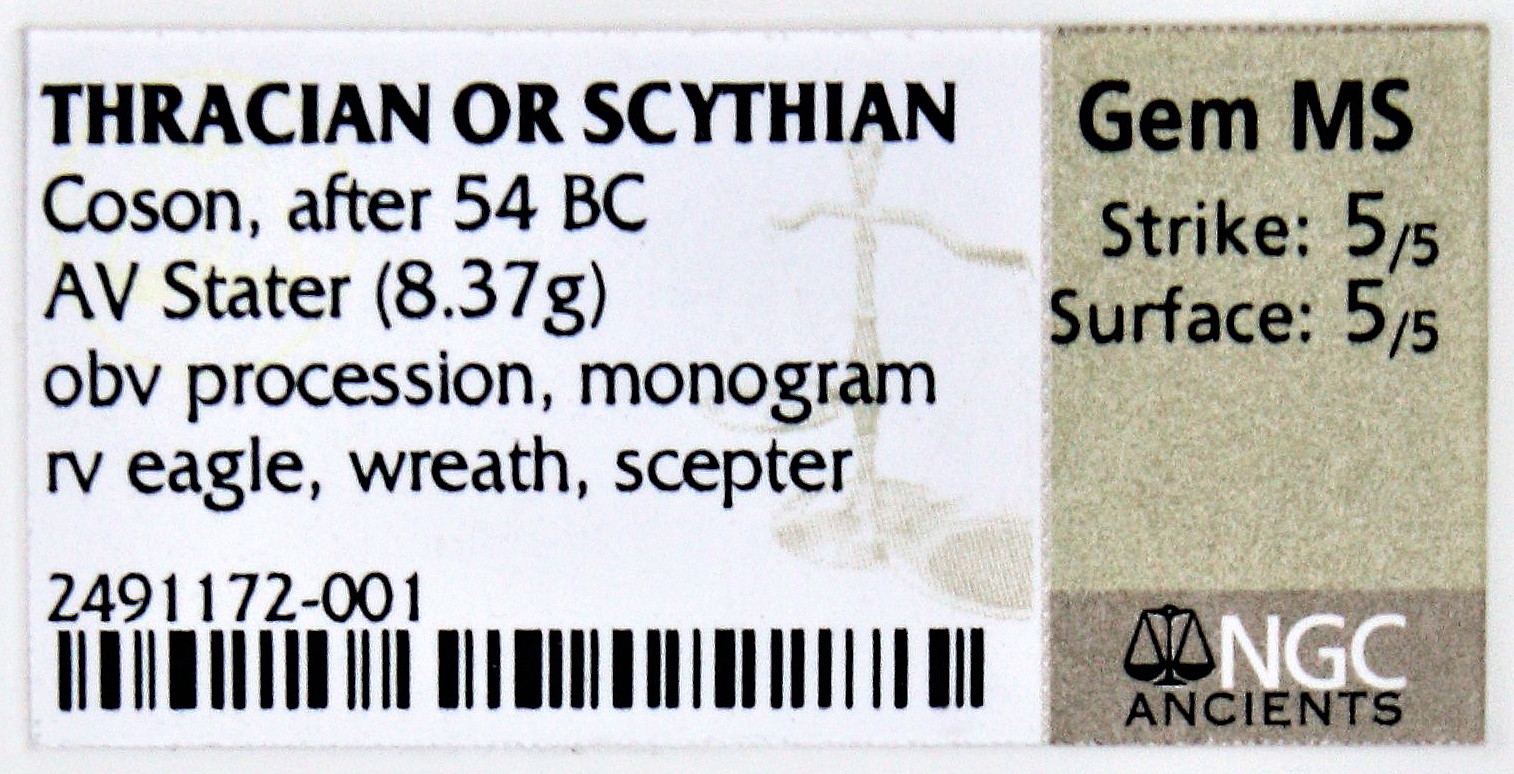 THRACIAN OR SCYTHIAN
Coson, after 54 BC
AV Stater (8.37g)
obv procession, monogram
rv eagle, wreath, scepter
2491172-001
Gem MS
Strike: 5/5
Surface: 5/5
NGC
ANCIENTS